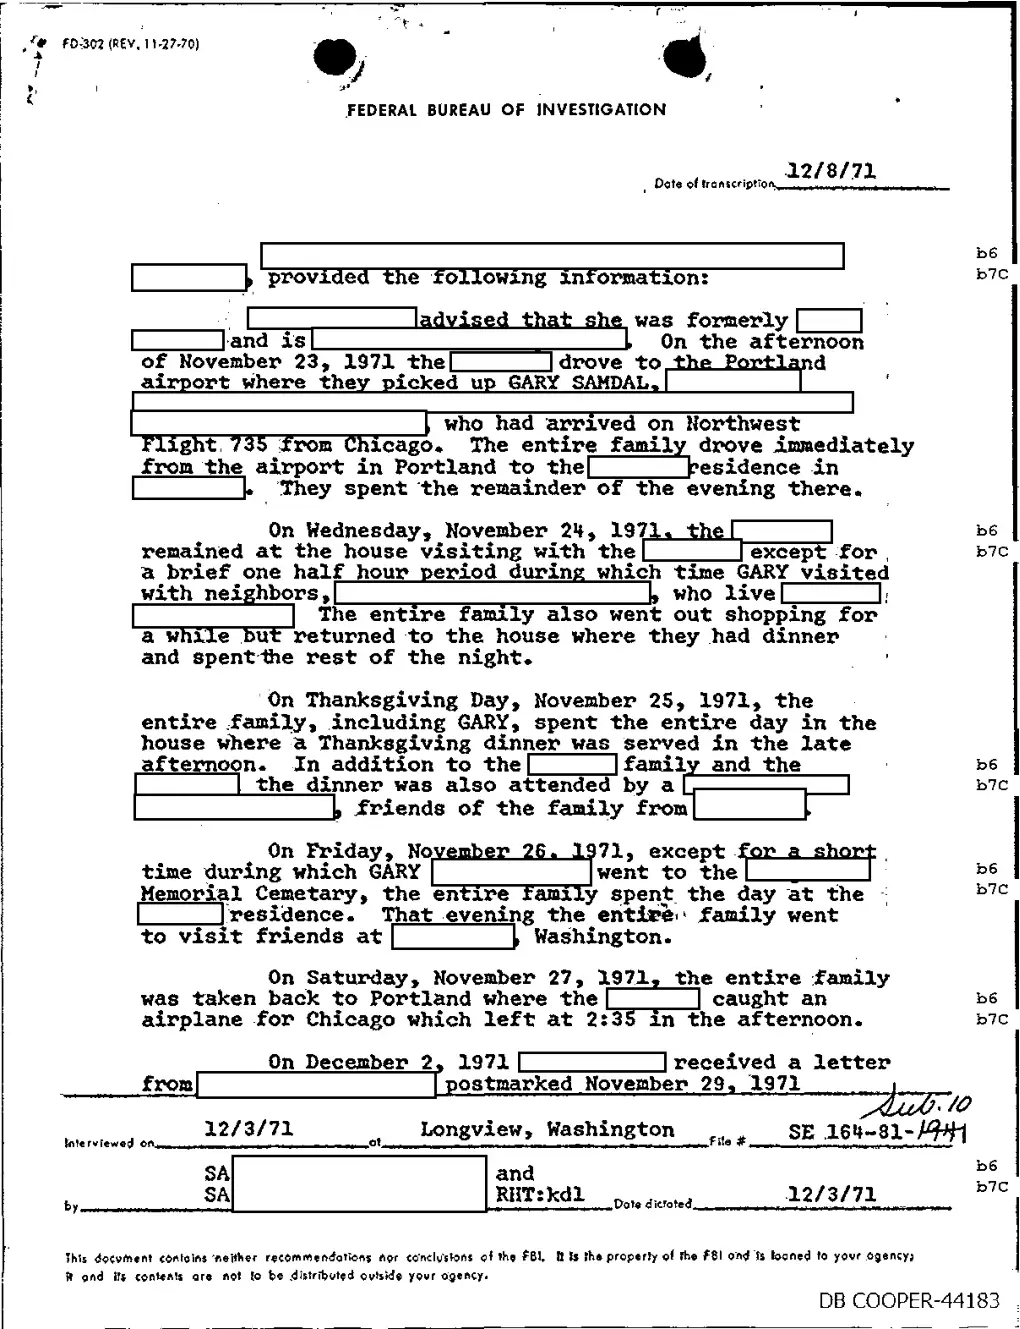 FD-302 (REV. 11-27-70)
FEDERAL BUREAU OF INVESTIGATION
Date of transcription 12/8/71
b6
, provided the following information: b7C
advised that she was formerly
and is . On the afternoon
of November 23, 1971 the drove to the Portland
airport where they picked up GARY SAMDAL,
, who had arrived on Northwest
Flight 735 from Chicago. The entire family drove immediately
from the airport in Portland to the residence in
. They spent the remainder of the evening there.
On Wednesday, November 24, 1971, the b6
remained at the house visiting with the except for b7C
a brief one half hour period during which time GARY visited
with neighbors, , who live
The entire family also went out shopping for
a while but returned to the house where they had dinner
and spent the rest of the night.
On Thanksgiving Day, November 25, 1971, the
entire family, including GARY, spent the entire day in the
house where a Thanksgiving dinner was served in the late
afternoon. In addition to the family and the b6
the dinner was also attended by a b7C
, friends of the family from .
On Friday, November 26, 1971, except for a short
time during which GARY went to the b6
Memorial Cemetary, the entire family spent the day at the b7C
residence. That evening the entire family went
to visit friends at , Washington.
On Saturday, November 27, 1971, the entire family
was taken back to Portland where the caught an b6
airplane for Chicago which left at 2:35 in the afternoon. b7C
On December 2, 1971 received a letter
from postmarked November 29, 1971
Sub. 10
Interviewed on 12/3/71 at Longview, Washington File # SE 164-81-
SA and b6
SA RHT:kdl b7C
by Date dictated 12/3/71
This document contains neither recommendations nor conclusions of the FBI. It is the property of the FBI and is loaned to your agency;
it and its contents are not to be distributed outside your agency.
DB COOPER-44183